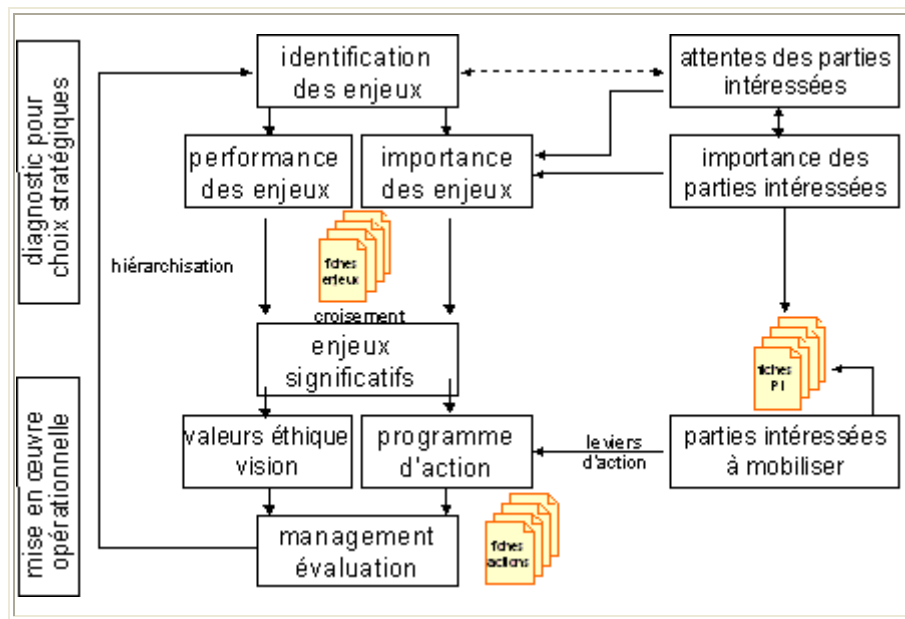 diagnostic pour
choix stratégiques
identification
des enjeux
attentes des parties
intéressées
performance
des enjeux
importance
des enjeux
importance des
parties intéressées
hiérarchisation
fiches
enjeux
croisement
enjeux
significatifs
fiches
PI
mise en œuvre
opérationnelle
valeurs éthique
vision
programme
d'action
leviers
d'action
parties intéressées
à mobiliser
management
évaluation
fiches
actions